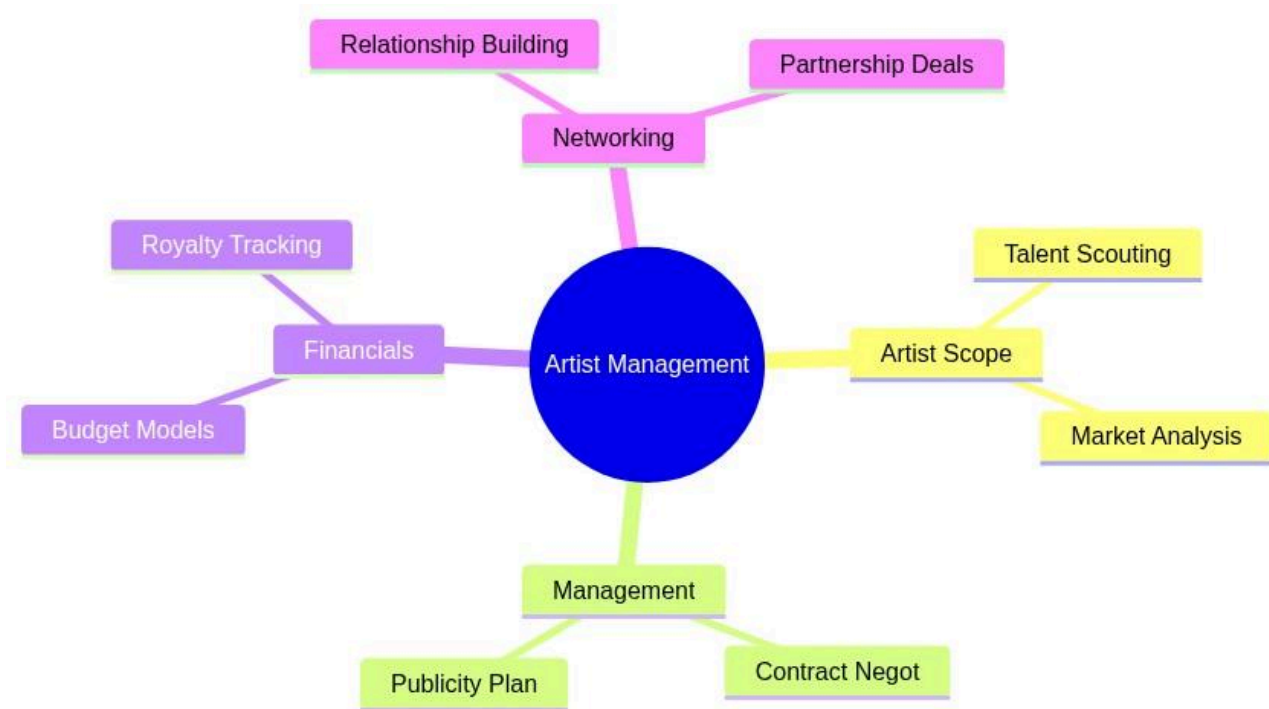 Relationship Building
Partnership Deals
Networking
Royalty Tracking
Talent Scouting
Financials
Artist Management
Artist Scope
Budget Models
Market Analysis
Management
Publicity Plan
Contract Negot